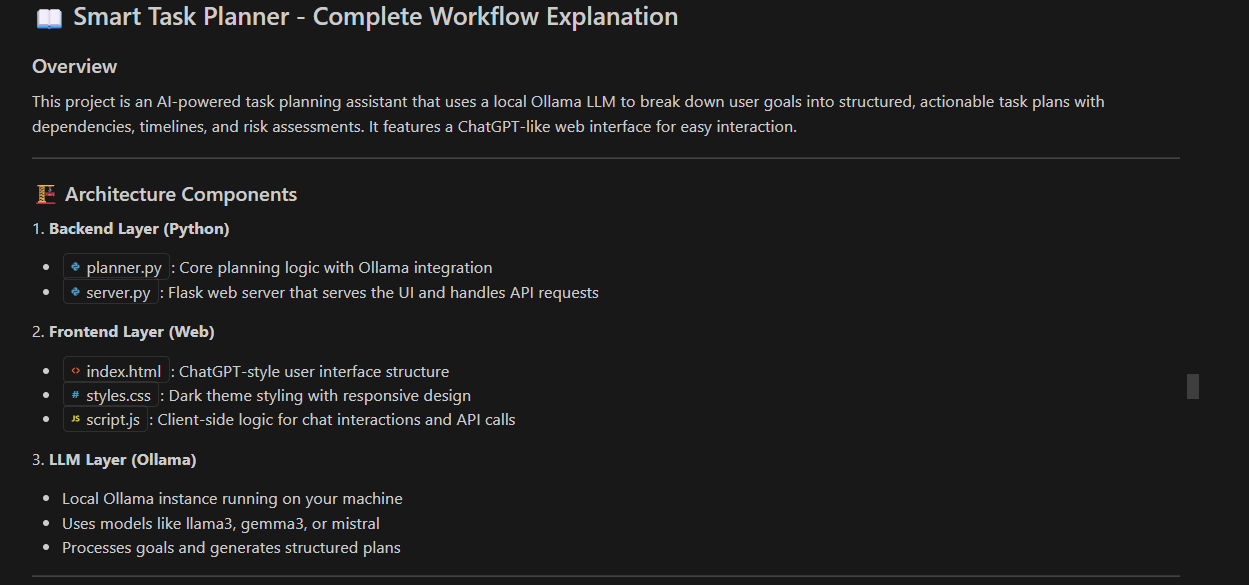 📖 Smart Task Planner - Complete Workflow Explanation
Overview
This project is an AI-powered task planning assistant that uses a local Ollama LLM to break down user goals into structured, actionable task plans with
dependencies, timelines, and risk assessments. It features a ChatGPT-like web interface for easy interaction.
🏗️ Architecture Components
1. Backend Layer (Python)
• planner.py : Core planning logic with Ollama integration
• server.py : Flask web server that serves the UI and handles API requests
2. Frontend Layer (Web)
• <> index.html : ChatGPT-style user interface structure
• # styles.css : Dark theme styling with responsive design
• JS script.js : Client-side logic for chat interactions and API calls
3. LLM Layer (Ollama)
• Local Ollama instance running on your machine
• Uses models like llama3, gemma3, or mistral
• Processes goals and generates structured plans